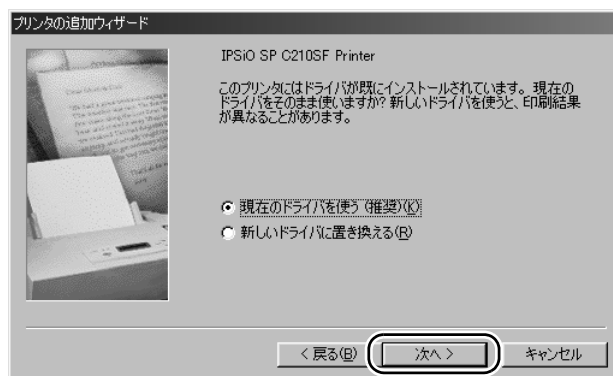 プリンタの追加ウィザード
IPSiO SP C210SF Printer
このプリンタにはドライバが既にインストールされています。現在の
ドライバをそのまま使いますか? 新しいドライバを使うと、印刷結果
が異なることがあります。
現在のドライバを使う (推奨)(K)
新しいドライバに置き換える(R)
< 戻る(B)
次へ >
キャンセル